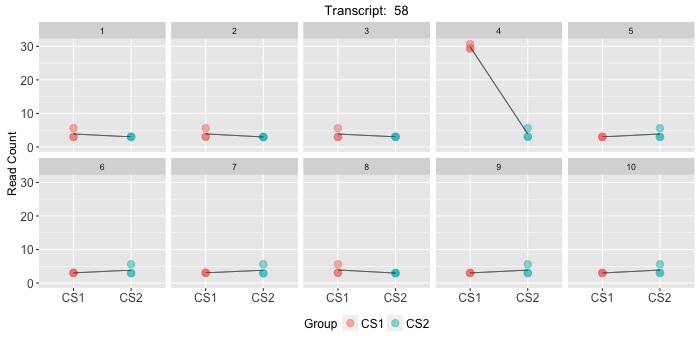 Transcript: 58
1 2 3 4 5
30
20
10
0
Read Count
6 7 8 9 10
30
20
10
0
CS1 CS2 CS1 CS2 CS1 CS2 CS1 CS2 CS1 CS2
Group CS1 CS2